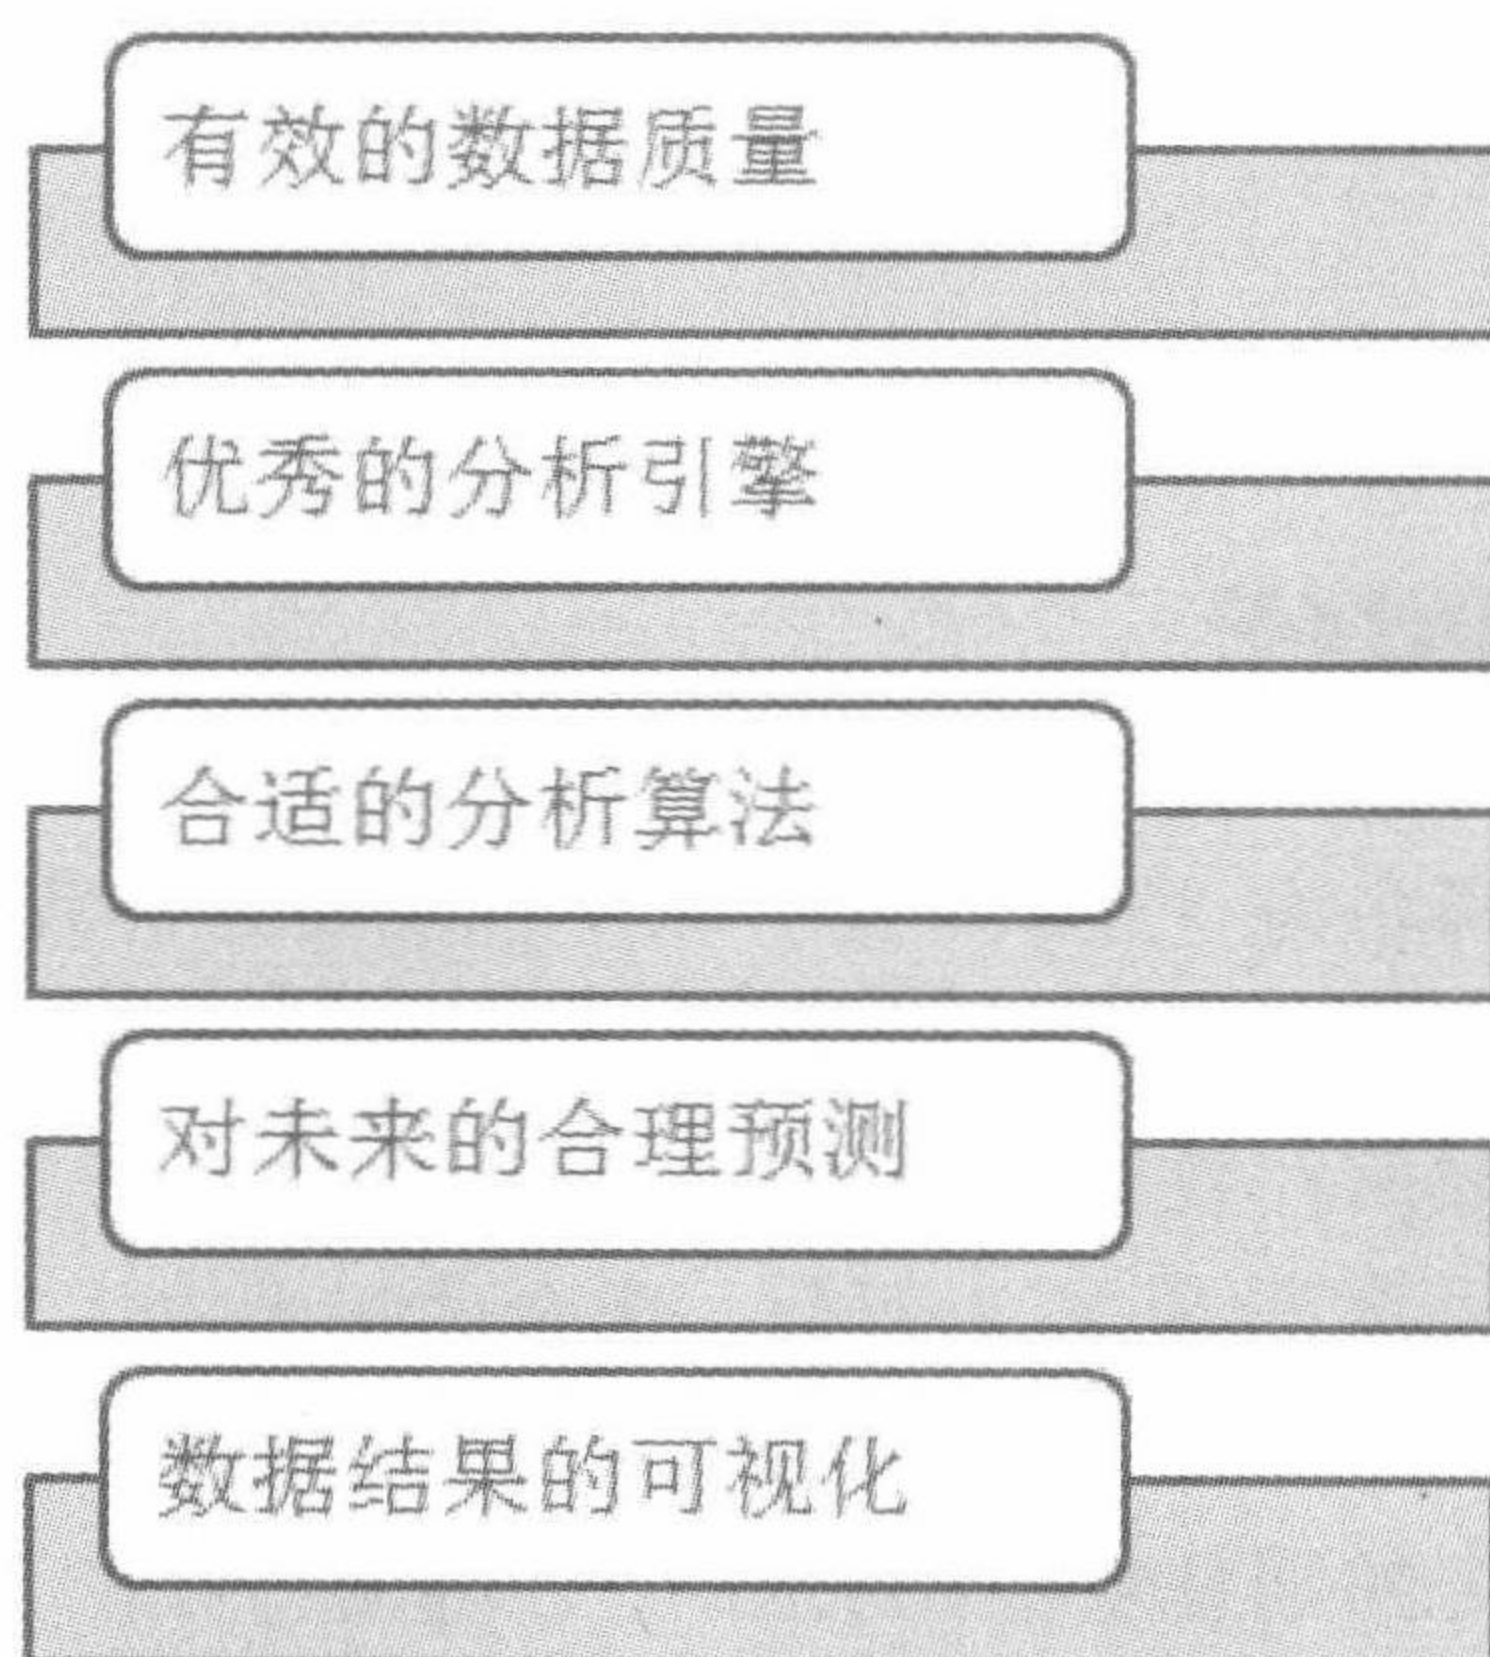 有效的数据质量
优秀的分析引擎
合适的分析算法
对未来的合理预测
数据结果的可视化